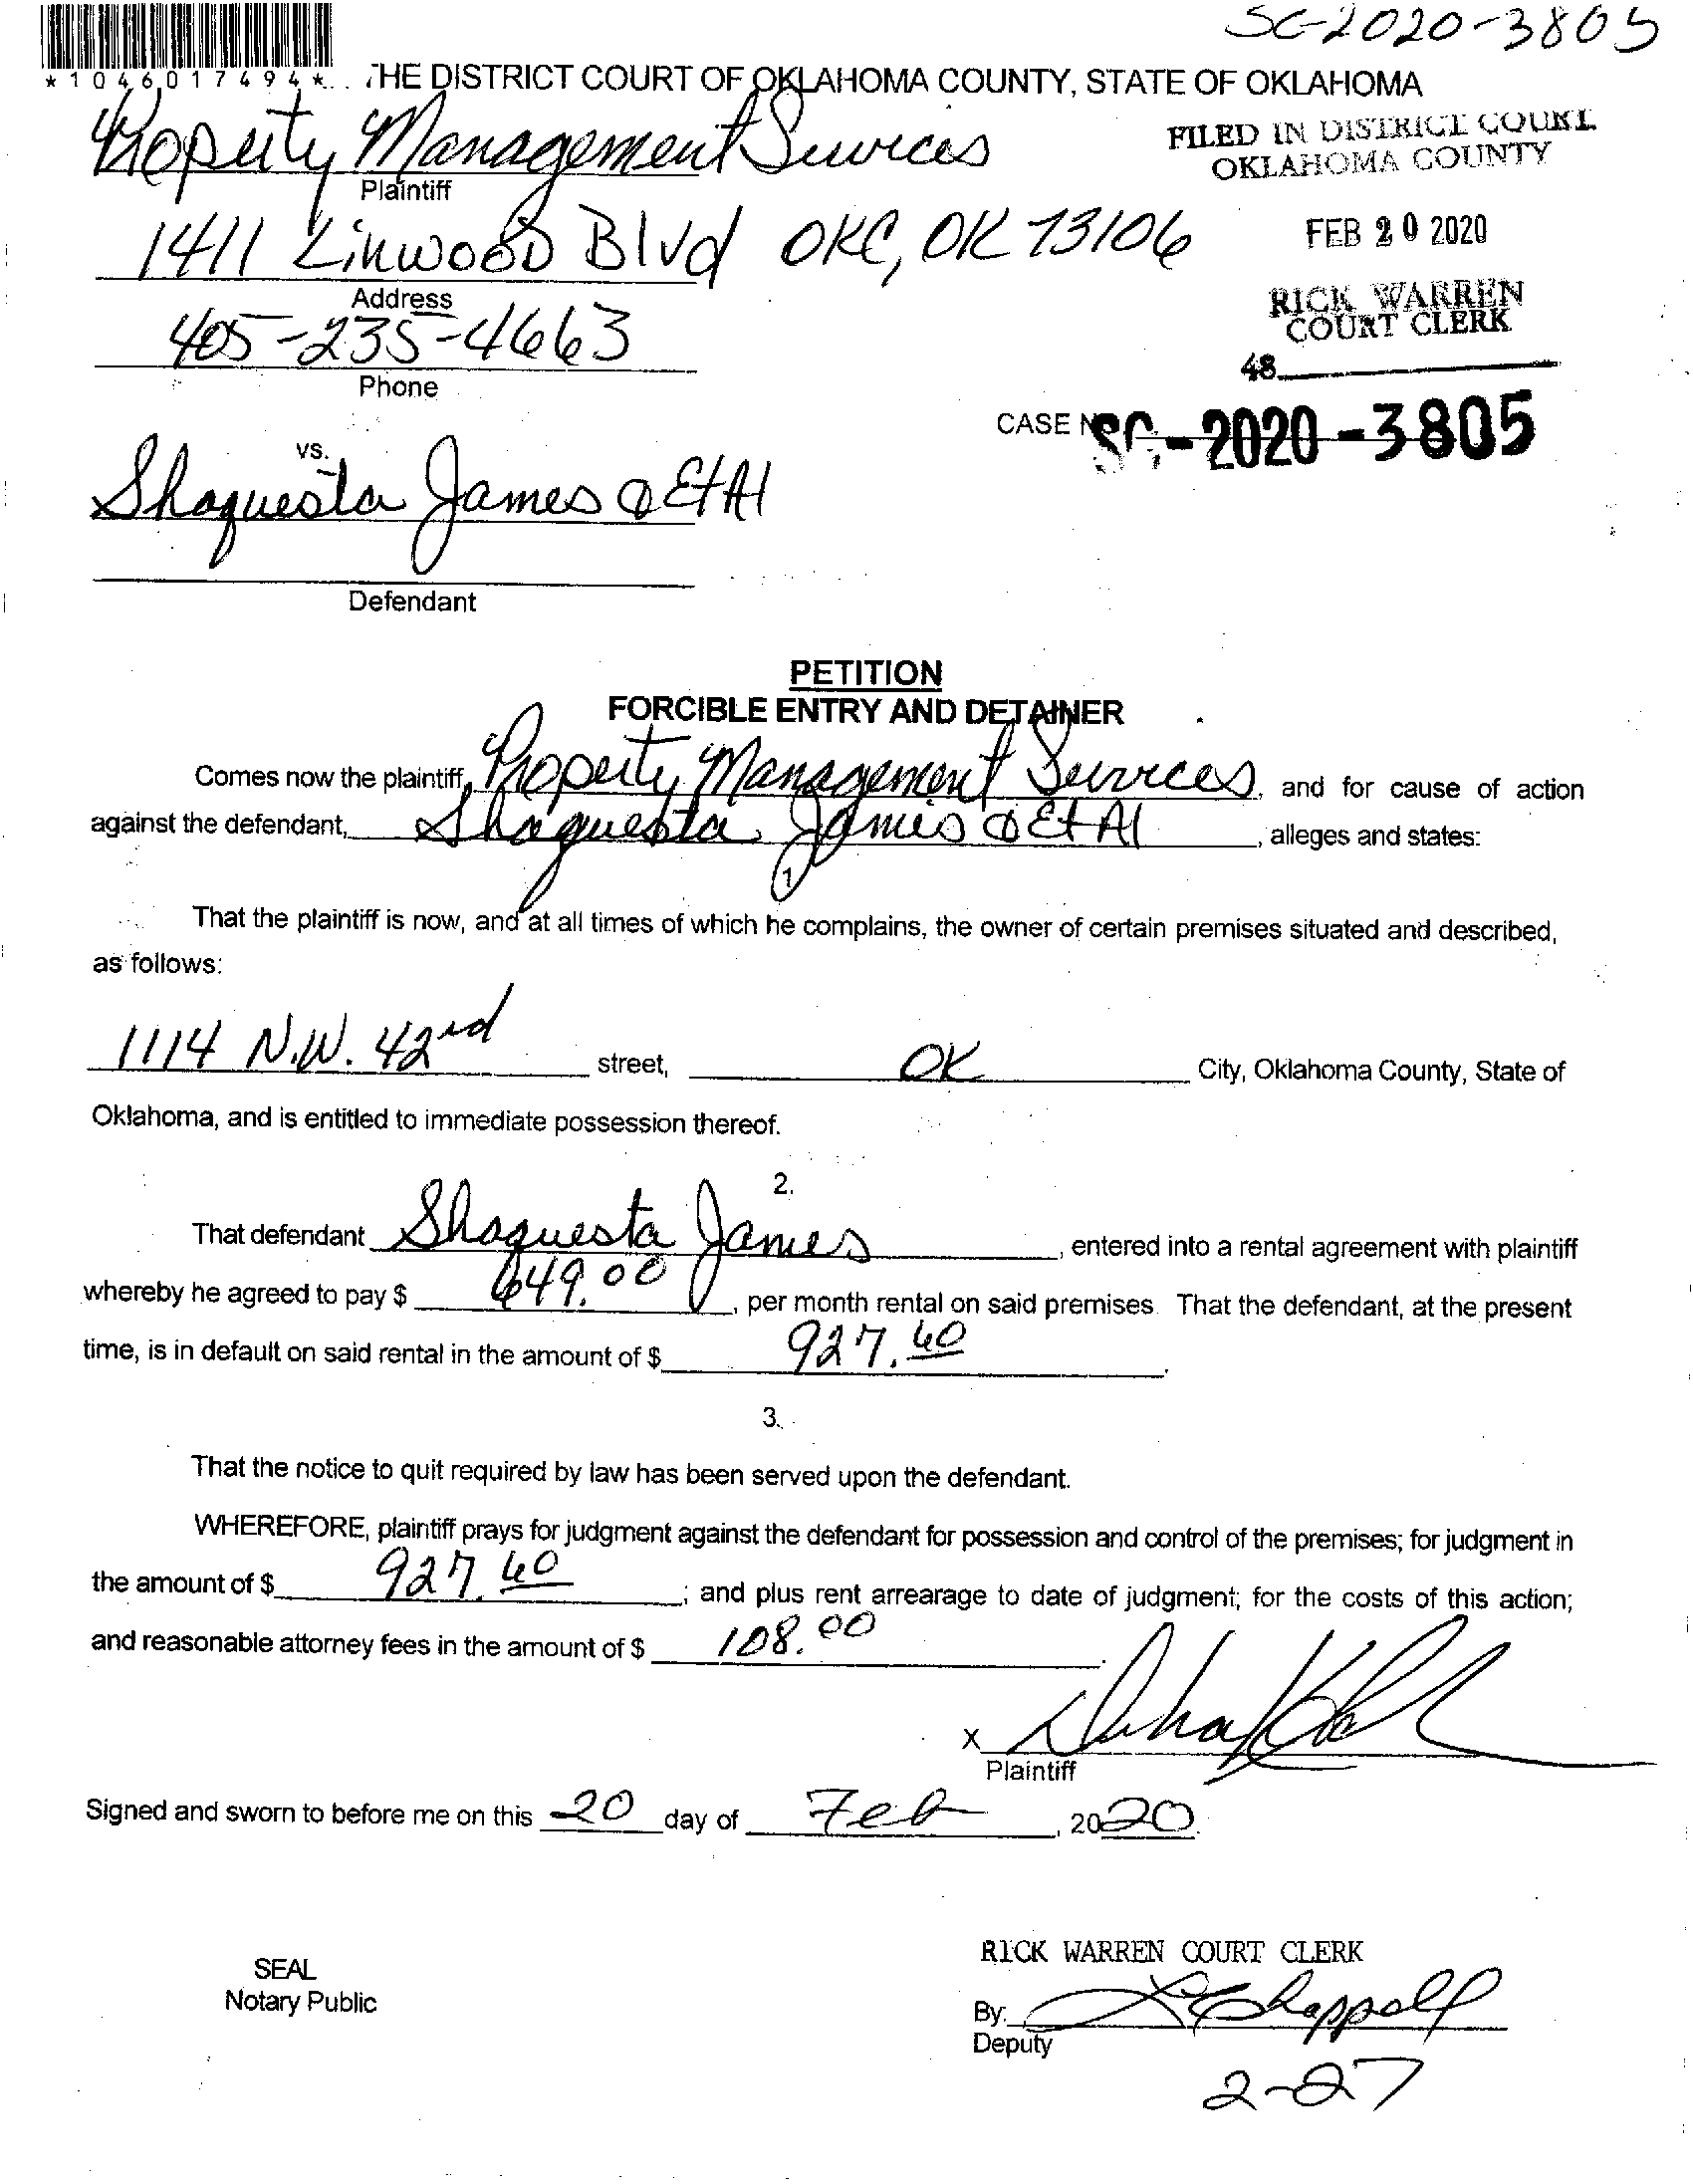 SC-2020-3805
*1046017494* THE DISTRICT COURT OF OKLAHOMA COUNTY, STATE OF OKLAHOMA
Property Management Services
Plaintiff
FILED IN DISTRICT COURT
OKLAHOMA COUNTY
1411 Linwood Blvd OKC, OK 73106
Address
FEB 20 2020
405-235-4663
Phone
RICK WARREN
COURT CLERK
48
CASE NO SC-2020-3805
vs.
Shaquesta James & Et Al
Defendant
PETITION
FORCIBLE ENTRY AND DETAINER
Comes now the plaintiff, Property Management Services, and for cause of action
against the defendant, Shaquesta James & Et Al, alleges and states:
1
That the plaintiff is now, and at all times of which he complains, the owner of certain premises situated and described,
as follows:
1114 N.W. 42nd street, OK City, Oklahoma County, State of
Oklahoma, and is entitled to immediate possession thereof.
2.
That defendant Shaquesta James, entered into a rental agreement with plaintiff
whereby he agreed to pay $ 649.00, per month rental on said premises. That the defendant, at the present
time, is in default on said rental in the amount of $ 927.40.
3.
That the notice to quit required by law has been served upon the defendant.
WHEREFORE, plaintiff prays for judgment against the defendant for possession and control of the premises; for judgment in
the amount of $ 927.40; and plus rent arrearage to date of judgment; for the costs of this action;
and reasonable attorney fees in the amount of $ 108.00.
X
Plaintiff
Signed and sworn to before me on this 20 day of Feb, 2020.
SEAL
Notary Public
RICK WARREN COURT CLERK
By: Chappell
Deputy
2-27